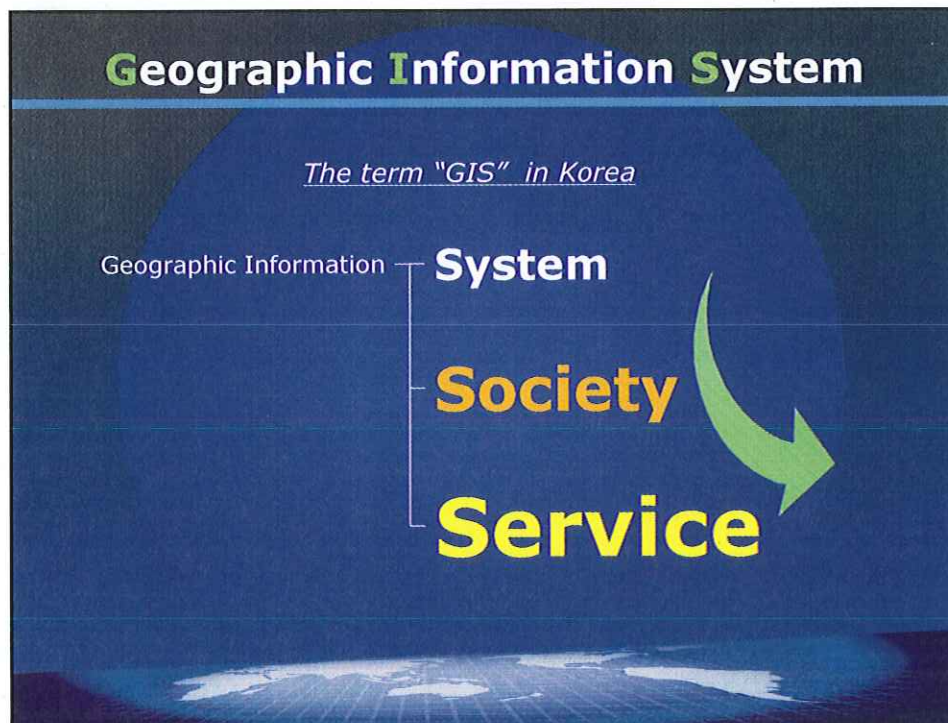 Geographic Information System
The term “GIS” in Korea
Geographic Information System
Society
Service